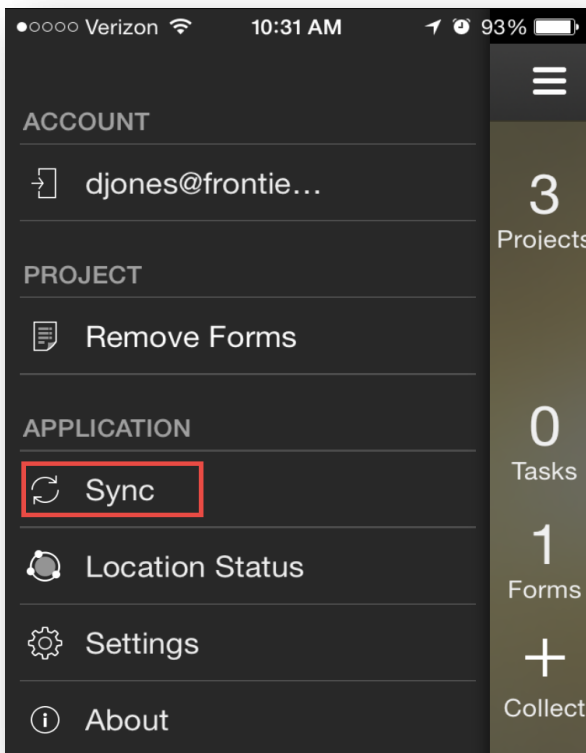 Verizon 10:31 AM 93%
ACCOUNT
djones@frontie...
PROJECT
Remove Forms
APPLICATION
Sync
Location Status
Settings
About
3
Projects
0
Tasks
1
Forms
+
Collect